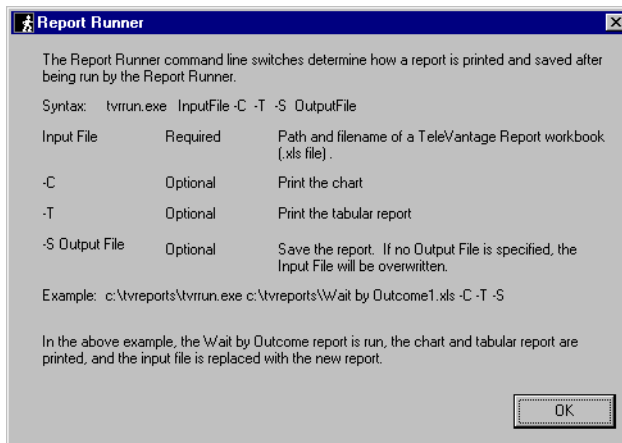 Report Runner
The Report Runner command line switches determine how a report is printed and saved after
being run by the Report Runner.
Syntax: tvrrun.exe InputFile -C -T -S OutputFile
Input File Required Path and filename of a TeleVantage Report workbook
(.xls file) .
-C Optional Print the chart
-T Optional Print the tabular report
-S Output File Optional Save the report. If no Output File is specified, the
Input File will be overwritten.
Example: c:\tvreports\tvrrun.exe c:\tvreports\Wait by Outcome1.xls -C -T -S
In the above example, the Wait by Outcome report is run, the chart and tabular report are
printed, and the input file is replaced with the new report.
OK